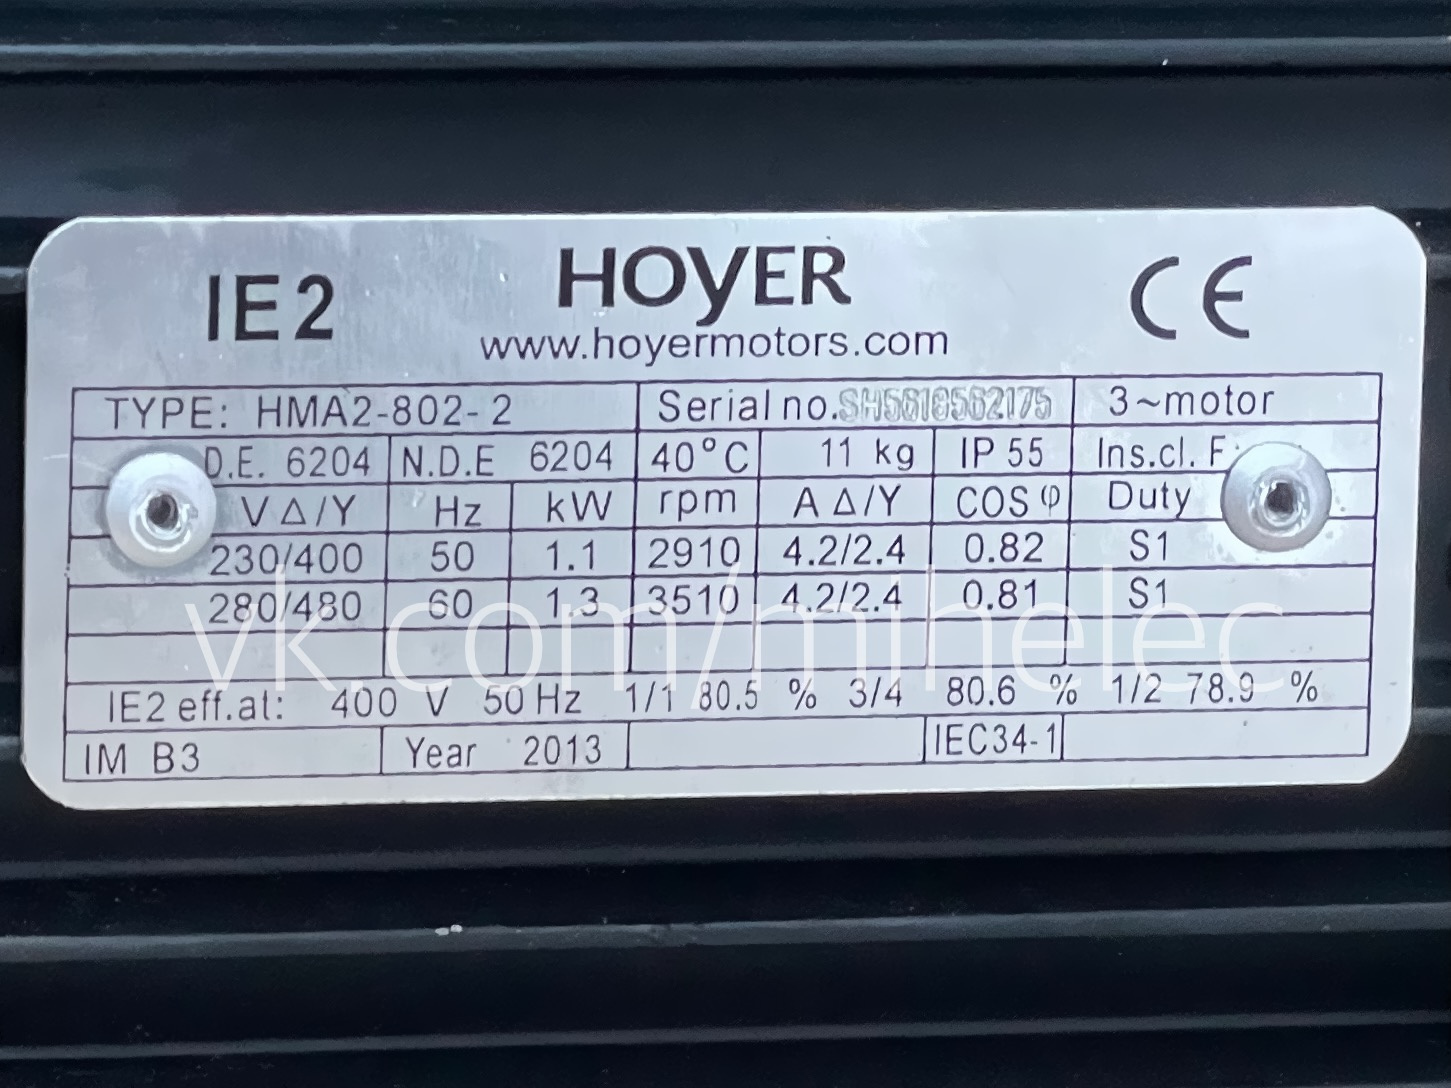 IE2 HOYER CE
www.hoyermotors.com
TYPE: HMA2-802-2 Serial no. SH5618562175 3~motor
D.E. 6204 N.D.E 6204 40°C 11 kg IP 55 Ins.cl. F
V Δ/Y Hz kW rpm A Δ/Y COS φ Duty
230/400 50 1.1 2910 4.2/2.4 0.82 S1
280/480 60 1.3 3510 4.2/2.4 0.81 S1
vk.com/minelec
IE2 eff.at: 400 V 50 Hz 1/1 80.5 % 3/4 80.6 % 1/2 78.9 %
IM B3 Year 2013 IEC34-1